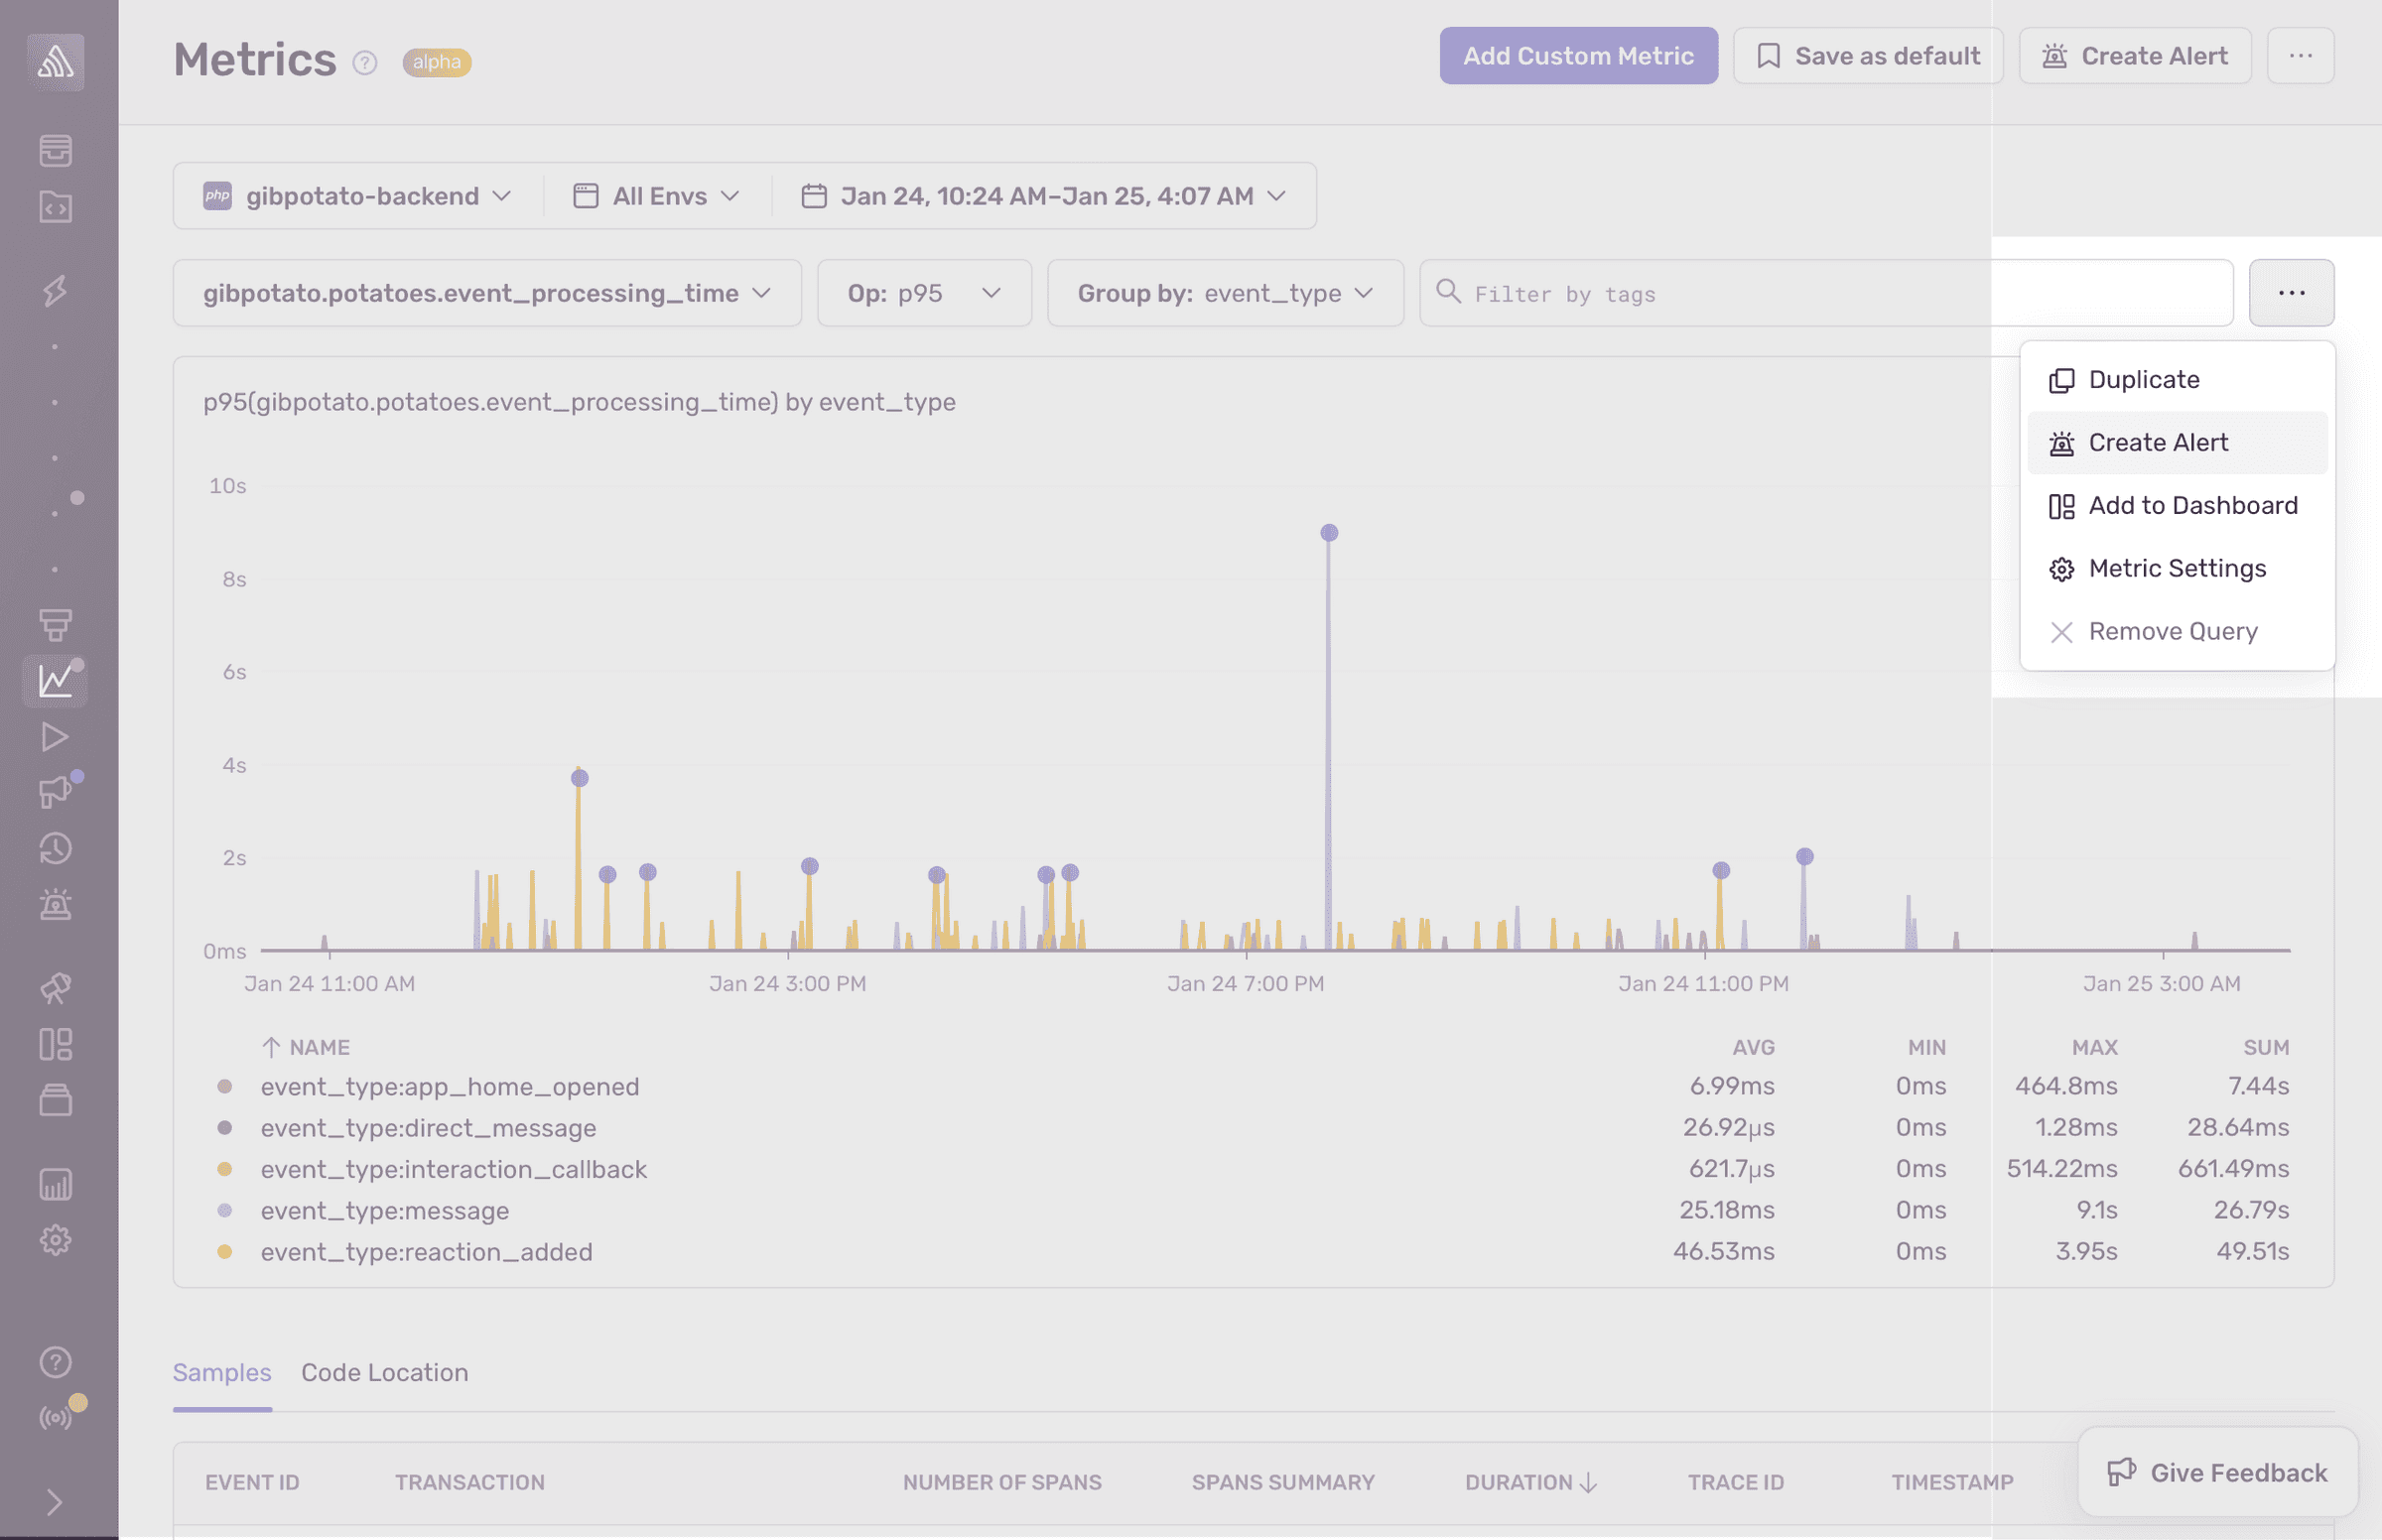 Metrics ? alpha
Add Custom Metric Save as default Create Alert ...
php gibpotato-backend All Envs Jan 24, 10:24 AM–Jan 25, 4:07 AM
gibpotato.potatoes.event_processing_time Op: p95 Group by: event_type Filter by tags ...
Duplicate
Create Alert
Add to Dashboard
Metric Settings
Remove Query
p95(gibpotato.potatoes.event_processing_time) by event_type
10s
8s
6s
4s
2s
0ms
Jan 24 11:00 AM Jan 24 3:00 PM Jan 24 7:00 PM Jan 24 11:00 PM Jan 25 3:00 AM
NAME AVG MIN MAX SUM
event_type:app_home_opened 6.99ms 0ms 464.8ms 7.44s
event_type:direct_message 26.92µs 0ms 1.28ms 28.64ms
event_type:interaction_callback 621.7µs 0ms 514.22ms 661.49ms
event_type:message 25.18ms 0ms 9.1s 26.79s
event_type:reaction_added 46.53ms 0ms 3.95s 49.51s
Samples Code Location
EVENT ID TRANSACTION NUMBER OF SPANS SPANS SUMMARY DURATION TRACE ID TIMESTAMP
Give Feedback